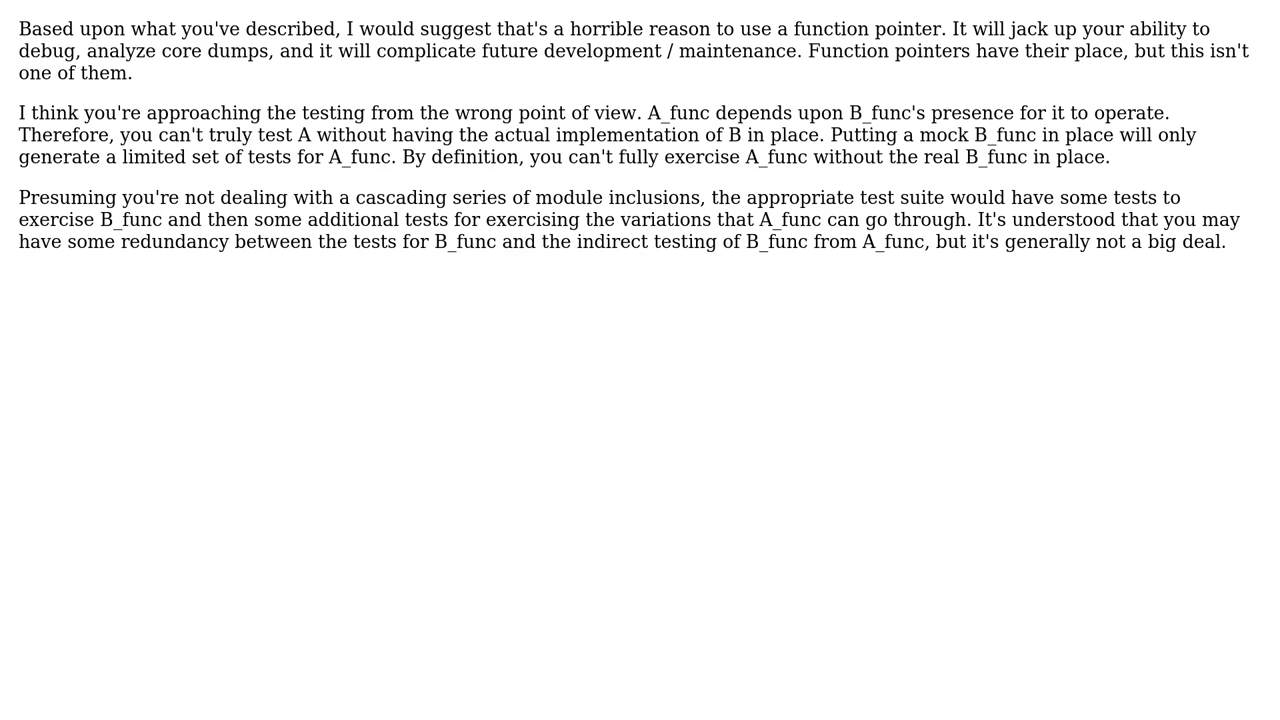 Based upon what you've described, I would suggest that's a horrible reason to use a function pointer. It will jack up your ability to
debug, analyze core dumps, and it will complicate future development / maintenance. Function pointers have their place, but this isn't
one of them.
I think you're approaching the testing from the wrong point of view. A_func depends upon B_func's presence for it to operate.
Therefore, you can't truly test A without having the actual implementation of B in place. Putting a mock B_func in place will only
generate a limited set of tests for A_func. By definition, you can't fully exercise A_func without the real B_func in place.
Presuming you're not dealing with a cascading series of module inclusions, the appropriate test suite would have some tests to
exercise B_func and then some additional tests for exercising the variations that A_func can go through. It's understood that you may
have some redundancy between the tests for B_func and the indirect testing of B_func from A_func, but it's generally not a big deal.